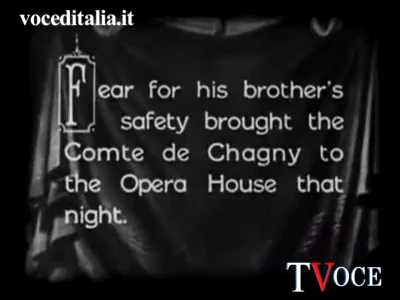 voceditalia.it
Fear for his brother's
safety brought the
Comte de Chagny to
the Opera House that
night.
TVOCE